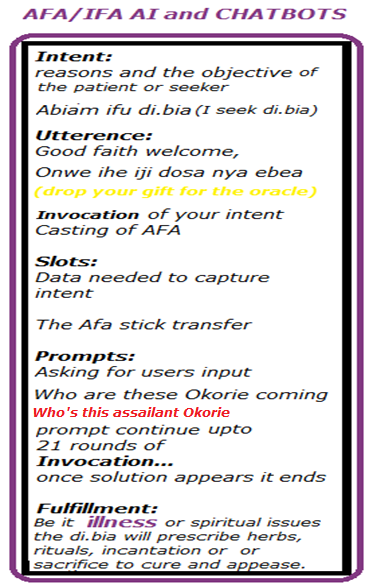 AFA/IFA AI and CHATBOTS
Intent:
reasons and the objective of
the patient or seeker
Abiam ifu di.bia (I seek di.bia)
Utterence:
Good faith welcome,
Onwe ihe iji dosa nya ebea
(drop your gift for the oracle)
Invocation of your intent
Casting of AFA
Slots:
Data needed to capture
intent
The Afa stick transfer
Prompts:
Asking for users input
Who are these Okorie coming
Who's this assailant Okorie
prompt continue upto
21 rounds of
Invocation...
once solution appears it ends
Fulfillment:
Be it illness or spiritual issues
the di.bia will prescribe herbs,
rituals, incantation or or
sacrifice to cure and appease.